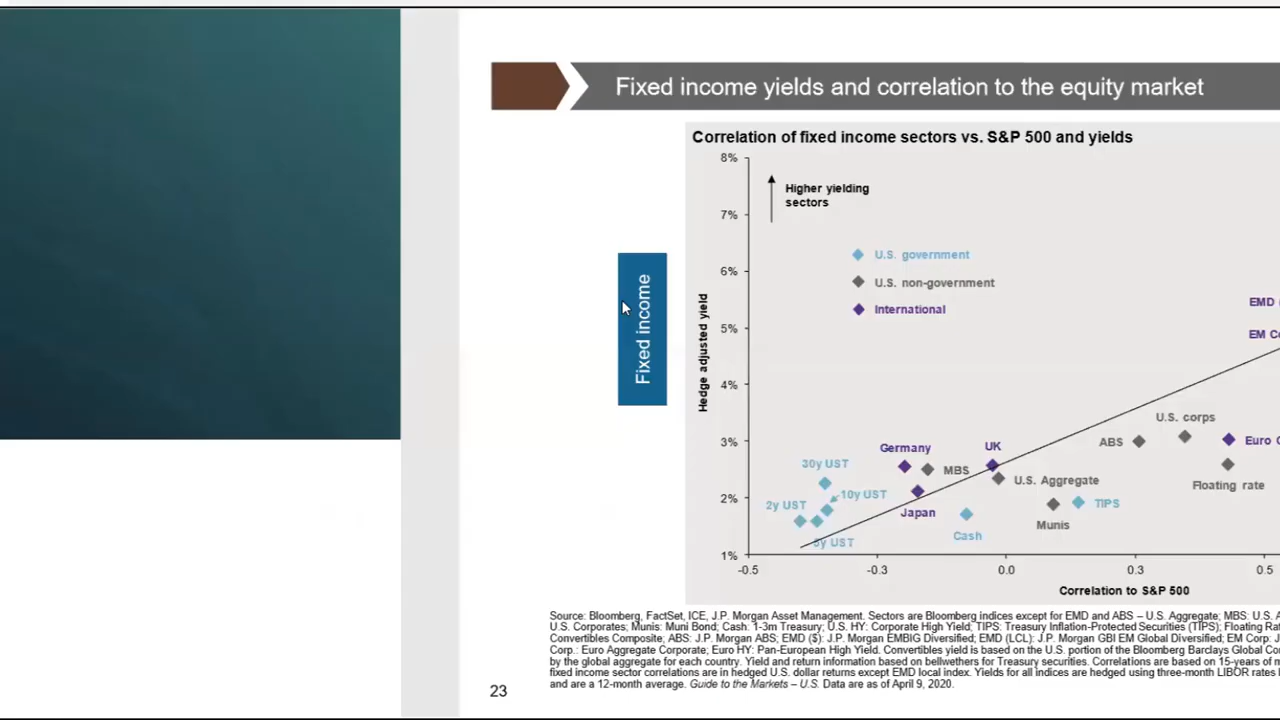 Fixed income yields and correlation to the equity market
Correlation of fixed income sectors vs. S&P 500 and yields
8%
Higher yielding
sectors
7%
U.S. government
6%
U.S. non-government
International
EMD
5%
EM Co
Fixed income
Hedge adjusted yield
4%
U.S. corps
3%
ABS
Euro
Germany
UK
30y UST
MBS
U.S. Aggregate
Floating rate
2%
2y UST
10y UST
TIPS
Japan
Munis
Cash
5y UST
1%
-0.5
-0.3
0.0
0.3
0.5
Correlation to S&P 500
Source: Bloomberg, FactSet, ICE, J.P. Morgan Asset Management. Sectors are Bloomberg indices except for EMD and ABS – U.S. Aggregate; MBS: U.S. A
U.S. Corporates; Munis: Muni Bond; Cash: 1-3m Treasury; U.S. HY: Corporate High Yield; TIPS: Treasury Inflation-Protected Securities (TIPS); Floating Ra
Convertibles Composite; ABS: J.P. Morgan ABS; EMD ($): J.P. Morgan EMBIG Diversified; EMD (LCL): J.P. Morgan GBI EM Global Diversified; EM Corp: J
Corp.: Euro Aggregate Corporate; Euro HY: Pan-European High Yield. Convertibles yield is based on the U.S. portion of the Bloomberg Barclays Global Co
by the global aggregate for each country. Yield and return information based on bellwethers for Treasury securities. Correlations are based on 15-years of m
fixed income sector correlations are in hedged U.S. dollar returns except EMD local index. Yields for all indices are hedged using three-month LIBOR rates
and are a 12-month average. Guide to the Markets – U.S. Data are as of April 9, 2020.
23